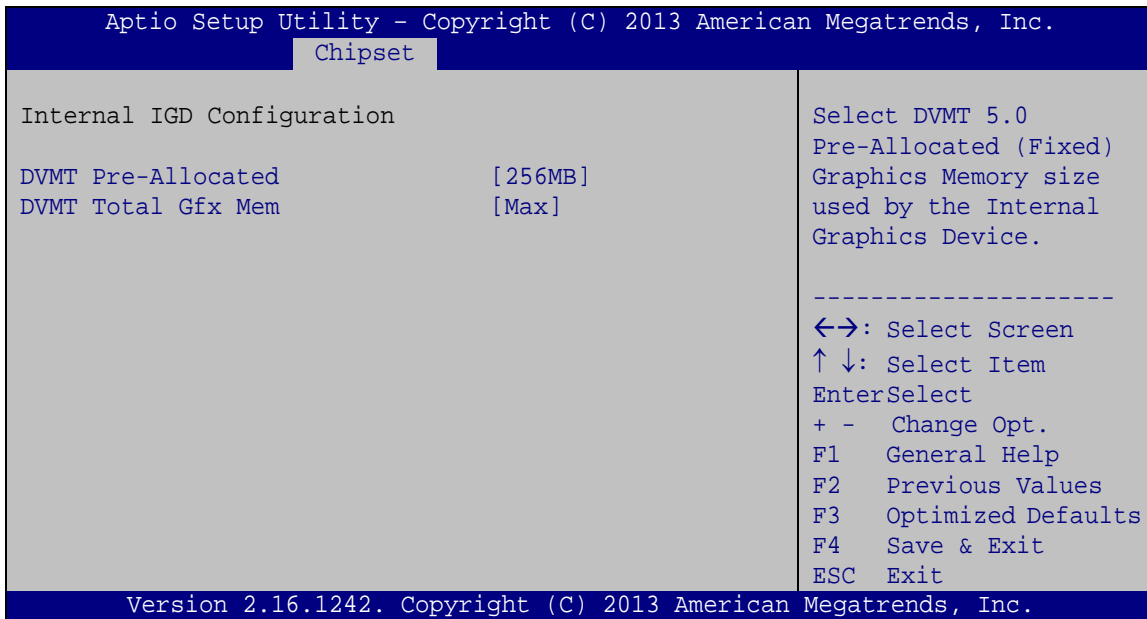 Aptio Setup Utility – Copyright (C) 2013 American Megatrends, Inc.
Chipset
Internal IGD Configuration
DVMT Pre-Allocated [256MB]
DVMT Total Gfx Mem [Max]
Select DVMT 5.0
Pre-Allocated (Fixed)
Graphics Memory size
used by the Internal
Graphics Device.
---------------------
←→: Select Screen
↑ ↓: Select Item
EnterSelect
+ - Change Opt.
F1 General Help
F2 Previous Values
F3 Optimized Defaults
F4 Save & Exit
ESC Exit
Version 2.16.1242. Copyright (C) 2013 American Megatrends, Inc.